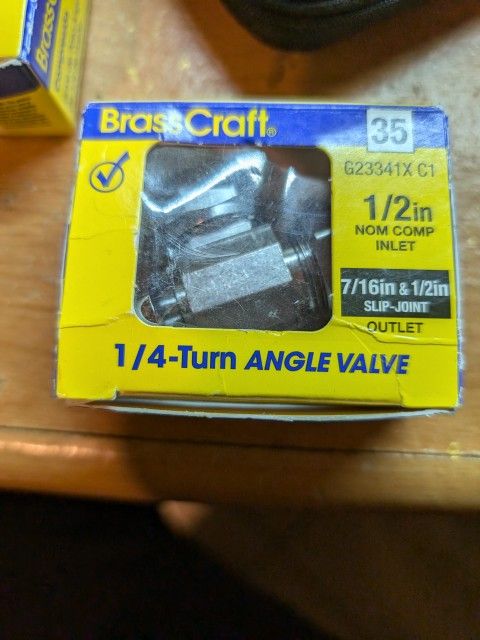 BrassCraft®
35
G23341X C1
1/2in
NOM COMP
INLET
7/16in & 1/2in
SLIP-JOINT
OUTLET
1/4-Turn ANGLE VALVE
BrassCraft